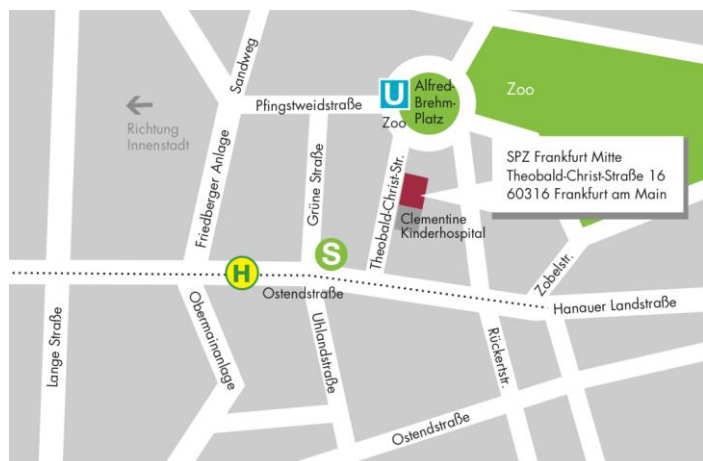 Sandweg
U
Alfred-
Brehm-
Platz
Zoo
Pfingstweidstraße
Zoo
Richtung
Innenstadt
SPZ Frankfurt Mitte
Theobald-Christ-Straße 16
60316 Frankfurt am Main
Friedberger Anlage
Grüne Straße
Theobald-Christ-Str.
Clementine
Kinderhospital
S
H
Ostendstraße
Zobelstr.
Hanauer Landstraße
Lange Straße
Obermainanlage
Uhlandstraße
Rückertstr.
Ostendstraße